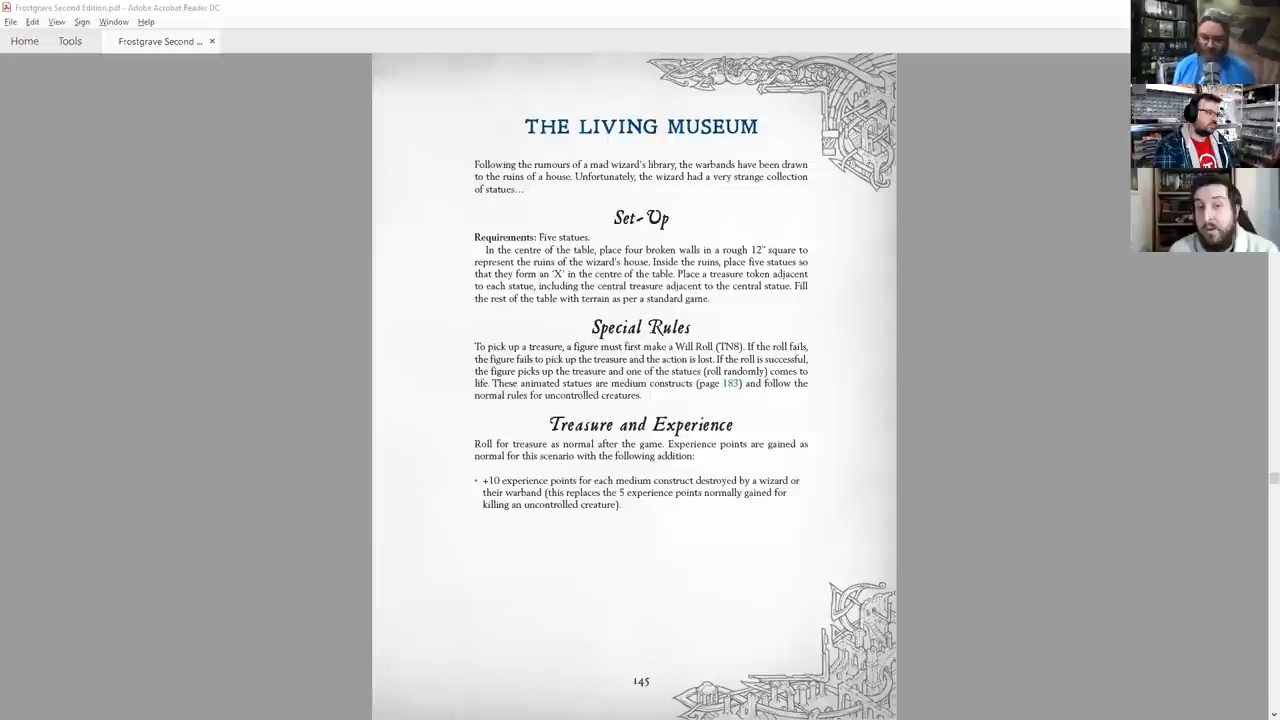 Frostgrave Second Edition.pdf - Adobe Acrobat Reader DC
File Edit View Sign Window Help
Home Tools Frostgrave Second ... ×
THE LIVING MUSEUM
Following the rumours of a mad wizard's library, the warbands have been drawn
to the ruins of a house. Unfortunately, the wizard had a very strange collection
of statues…
Set-Up
Requirements: Five statues.
In the centre of the table, place four broken walls in a rough 12" square to
represent the ruins of the wizard's house. Inside the ruins, place five statues so
that they form an 'X' in the centre of the table. Place a treasure token adjacent
to each statue, including the central treasure adjacent to the central statue. Fill
the rest of the table with terrain as per a standard game.
Special Rules
To pick up a treasure, a figure must first make a Will Roll (TN8). If the roll fails,
the figure fails to pick up the treasure and the action is lost. If the roll is successful,
the figure picks up the treasure and one of the statues (roll randomly) comes to
life. These animated statues are medium constructs (page 183) and follow the
normal rules for uncontrolled creatures.
Treasure and Experience
Roll for treasure as normal after the game. Experience points are gained as
normal for this scenario with the following addition:
• +10 experience points for each medium construct destroyed by a wizard or
their warband (this replaces the 5 experience points normally gained for
killing an uncontrolled creature).
145